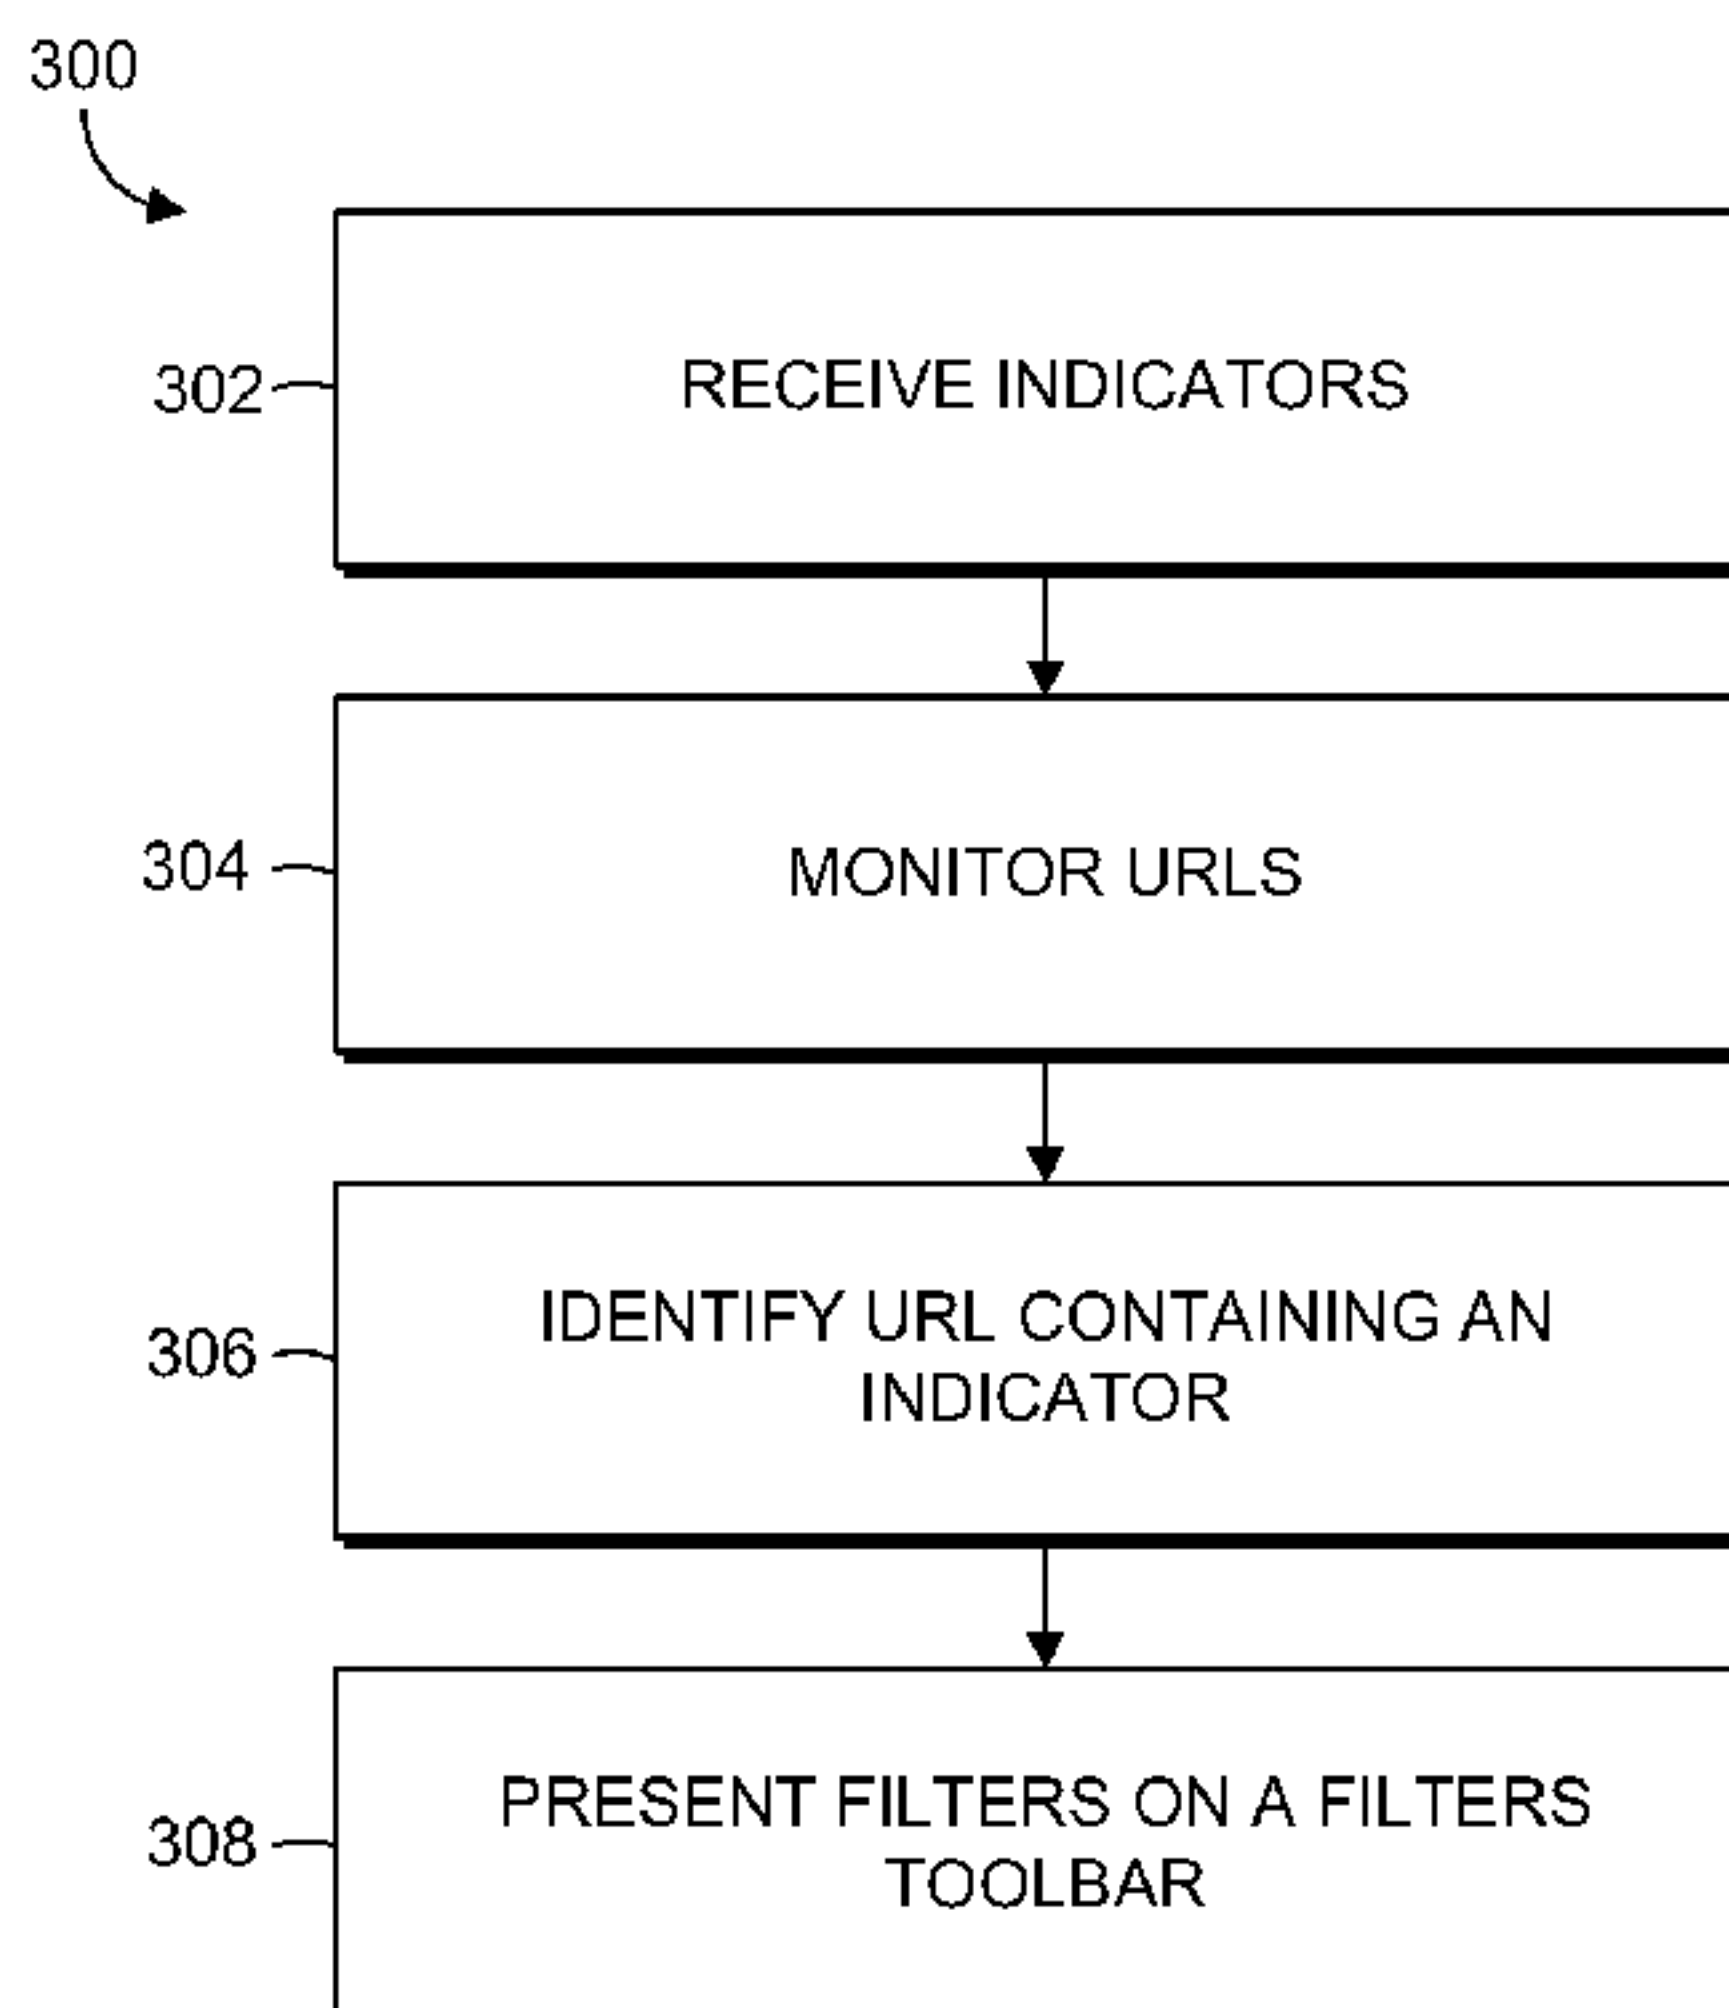 300
302
RECEIVE INDICATORS
304
MONITOR URLS
306
IDENTIFY URL CONTAINING AN
INDICATOR
308
PRESENT FILTERS ON A FILTERS
TOOLBAR